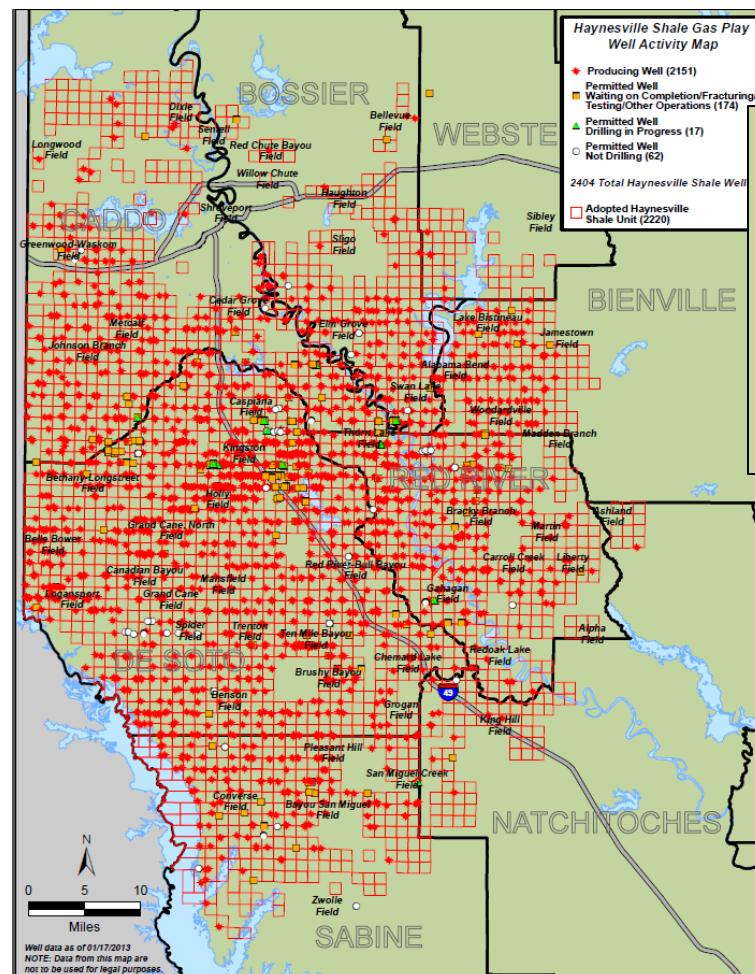 Haynesville Shale Gas Play
Well Activity Map
Producing Well (2151)
Permitted Well
Waiting on Completion/Fracturing/
Testing/Other Operations (174)
Permitted Well
Drilling in Progress (17)
Permitted Well
Not Drilling (62)
2404 Total Haynesville Shale Well
Adopted Haynesville
Shale Unit (2220)
BOSSIER
Dixie
Field
Sentell
Field
Bellevue
Field
WEBSTE
Longwood
Field
Red Chute Bayou
Field
Willow Chute
Field
Haughton
Field
Shreveport
Field
CADDO
Sibley
Field
Greenwood-Waskom
Field
Sligo
Field
BIENVILLE
Cedar Grove
Field
Metcalf
Field
Elm Grove
Field
Lake Bistineau
Field
Jamestown
Field
Johnson Branch
Field
Alabama Bend
Field
Swan Lake
Field
Caspiana
Field
Woodardville
Field
Thorn Lake
Field
Madden Branch
Field
Kingston
Field
RED RIVER
Bethany-Longstreet
Field
Holly
Field
Bracky Branch
Field
Ashland
Field
Grand Cane, North
Field
Martin
Field
Belle Bower
Field
Carroll Creek
Field
Liberty
Field
Red River-Bull Bayou
Field
Canadian Bayou
Field
Mansfield
Field
Logansport
Field
Grand Cane
Field
Gahagan
Field
Spider
Field
Trenton
Field
Ten Mile Bayou
Field
Alpha
Field
DE SOTO
Chemard Lake
Field
Redoak Lake
Field
Brushy Bayou
Field
Benson
Field
49
Grogan
Field
King Hill
Field
Pleasant Hill
Field
San Miguel Creek
Field
Converse
Field
Bayou San Miguel
Field
NATCHITOCHES
N
0 5 10
Miles
Zwolle
Field
SABINE
Well data as of 01/17/2013
NOTE: Data from this map are
not to be used for legal purposes.